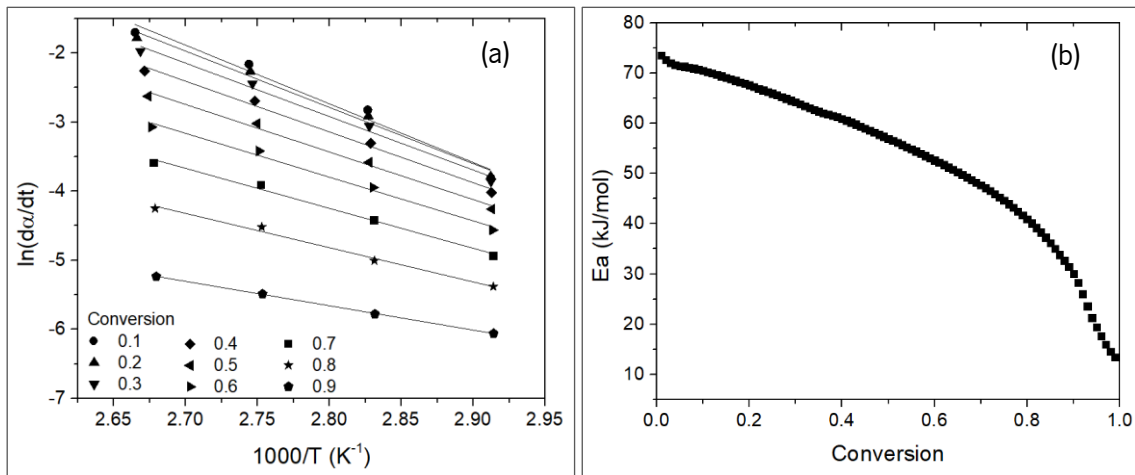 (a)
ln(dα/dt)
-2
-3
-4
-5
-6
-7
Conversion
0.1 0.4 0.7
0.2 0.5 0.8
0.3 0.6 0.9
2.65 2.70 2.75 2.80 2.85 2.90 2.95
1000/T (K⁻¹)
(b)
Ea (kJ/mol)
80
70
60
50
40
30
20
10
0.0 0.2 0.4 0.6 0.8 1.0
Conversion